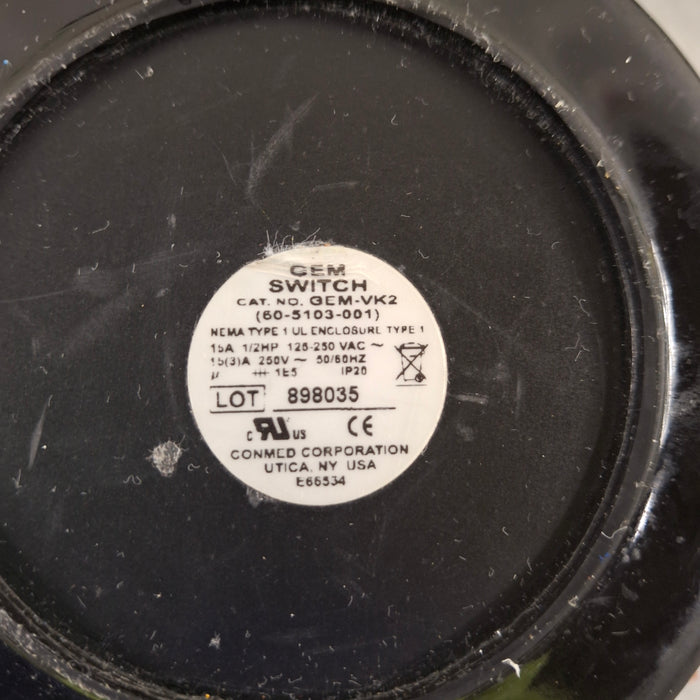 GEM
SWITCH
CAT. NO. GEM-VK2
(60-5103-001)
NEMA TYPE 1 UL ENCLOSURE TYPE 1
15A 1/2HP 125-250 VAC ~
15(3)A 250V ~ 50/60HZ
µ 1E5 IP20
LOT 898035
c RU US CE
CONMED CORPORATION
UTICA, NY USA
E66534